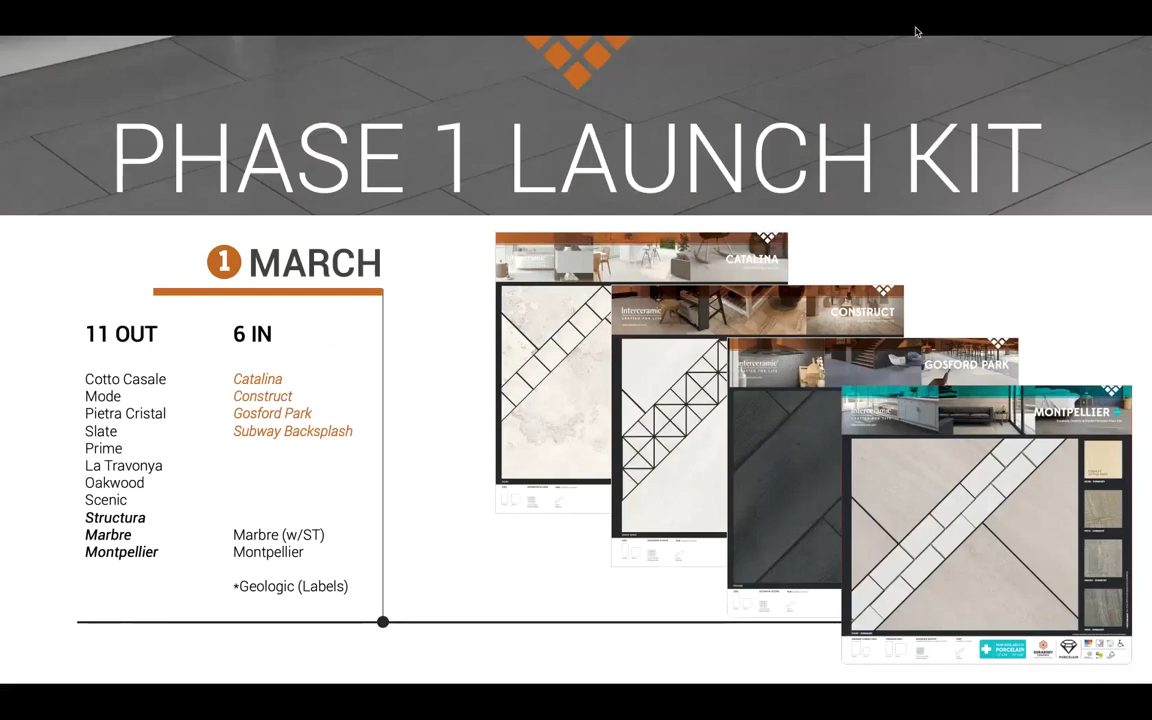 PHASE 1 LAUNCH KIT
1 MARCH
11 OUT
Cotto Casale
Mode
Pietra Cristal
Slate
Prime
La Travonya
Oakwood
Scenic
Structura
Marbre
Montpellier
6 IN
Catalina
Construct
Gosford Park
Subway Backsplash
Marbre (w/ST)
Montpellier
*Geologic (Labels)
CATALINA
Interceramic
CONSTRUCT
Interceramic
GOSFORD PARK
Interceramic
MONTPELLIER
PORCELAIN